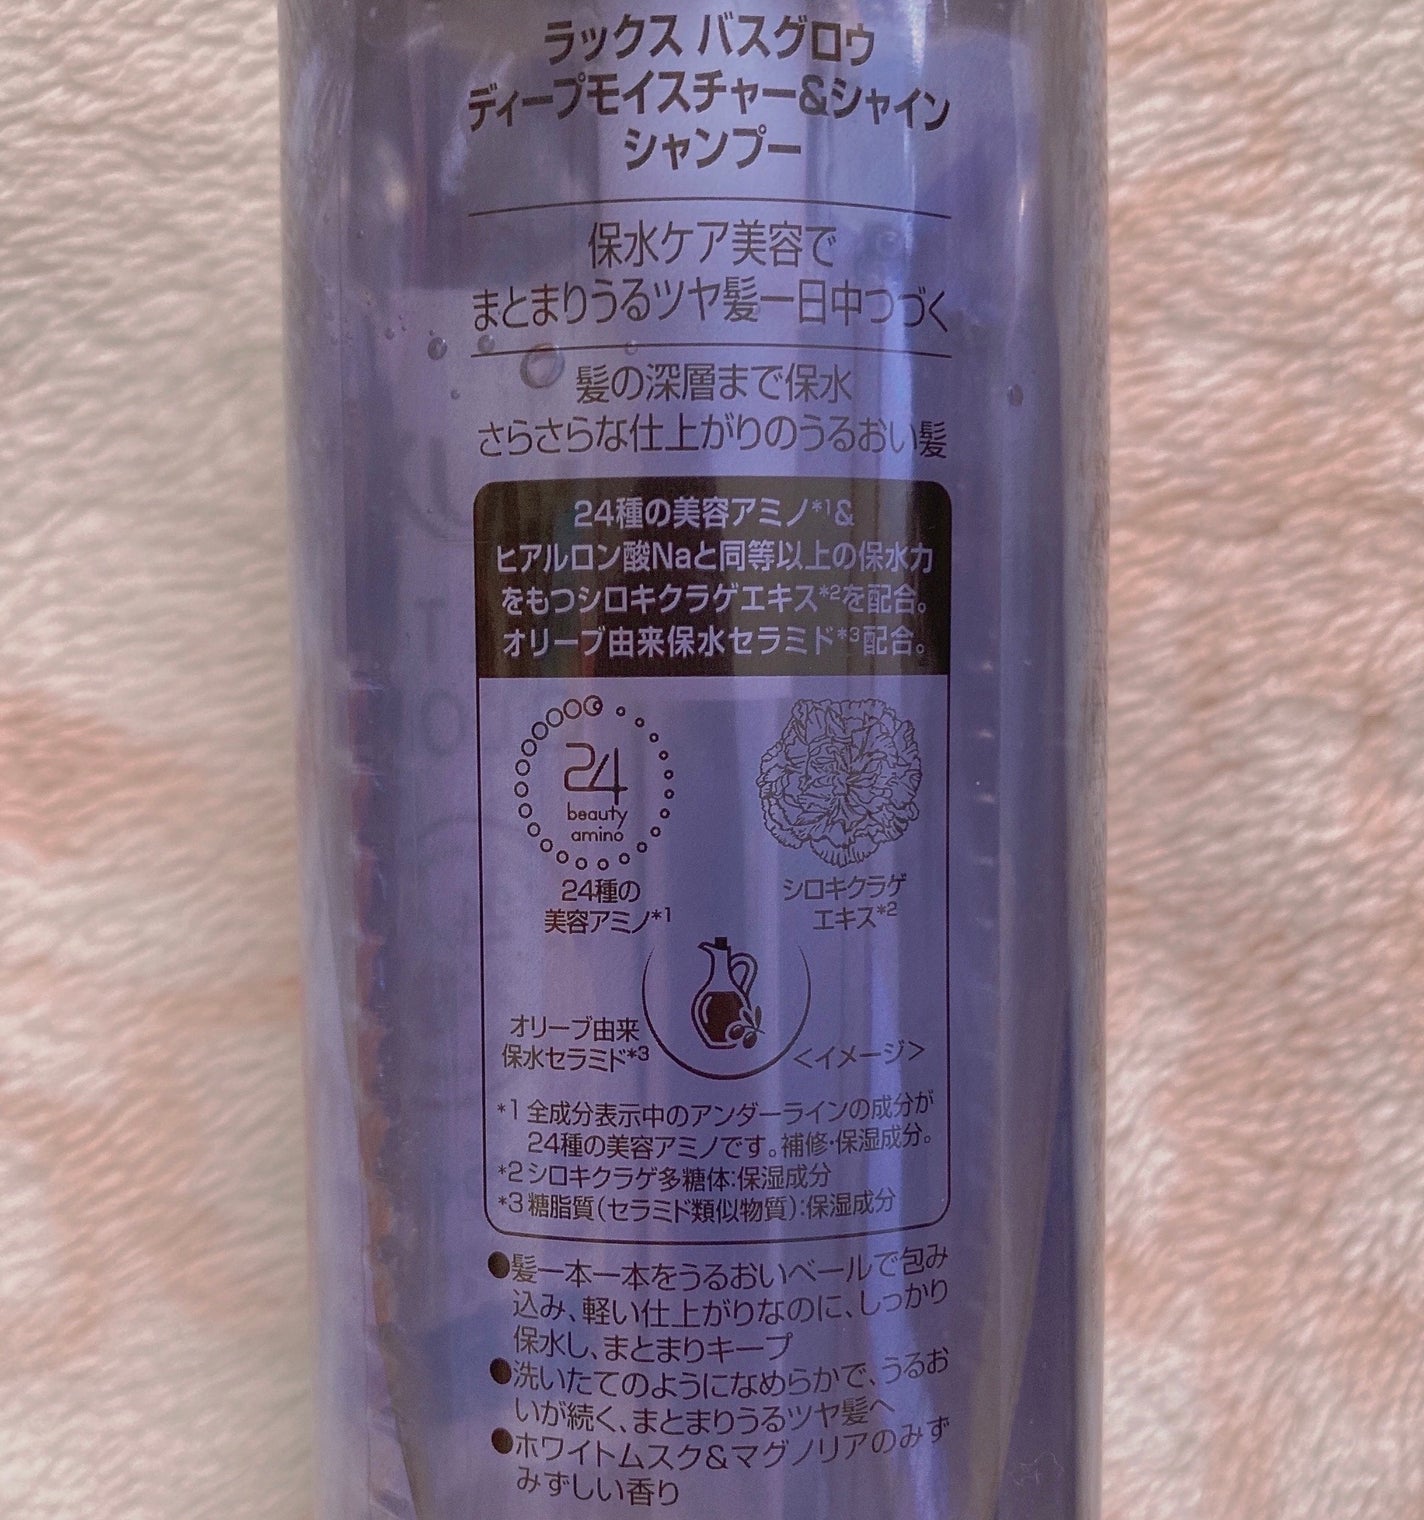 ラックス バスグロウ
ディープモイスチャー&シャイン
シャンプー
保水ケア美容で
まとまりうるツヤ髪一日中つづく
髪の深層まで保水
さらさらな仕上がりのうるおい髪
24種の美容アミノ*1&
ヒアルロン酸Naと同等以上の保水力
をもつシロキクラゲエキス*2を配合。
オリーブ由来保水セラミド*3配合。
24
beauty
amino
24種の
美容アミノ*1
シロキクラゲ
エキス*2
オリーブ由来
保水セラミド*3
<イメージ>
*1 全成分表示中のアンダーラインの成分が
24種の美容アミノです。補修・保湿成分。
*2 シロキクラゲ多糖体:保湿成分
*3 糖脂質(セラミド類似物質):保湿成分
●髪一本一本をうるおいベールで包み
込み、軽い仕上がりなのに、しっかり
保水し、まとまりキープ
●洗いたてのようになめらかで、うるお
いが続く、まとまりうるツヤ髪へ
●ホワイトムスク&マグノリアのみず
みずしい香り